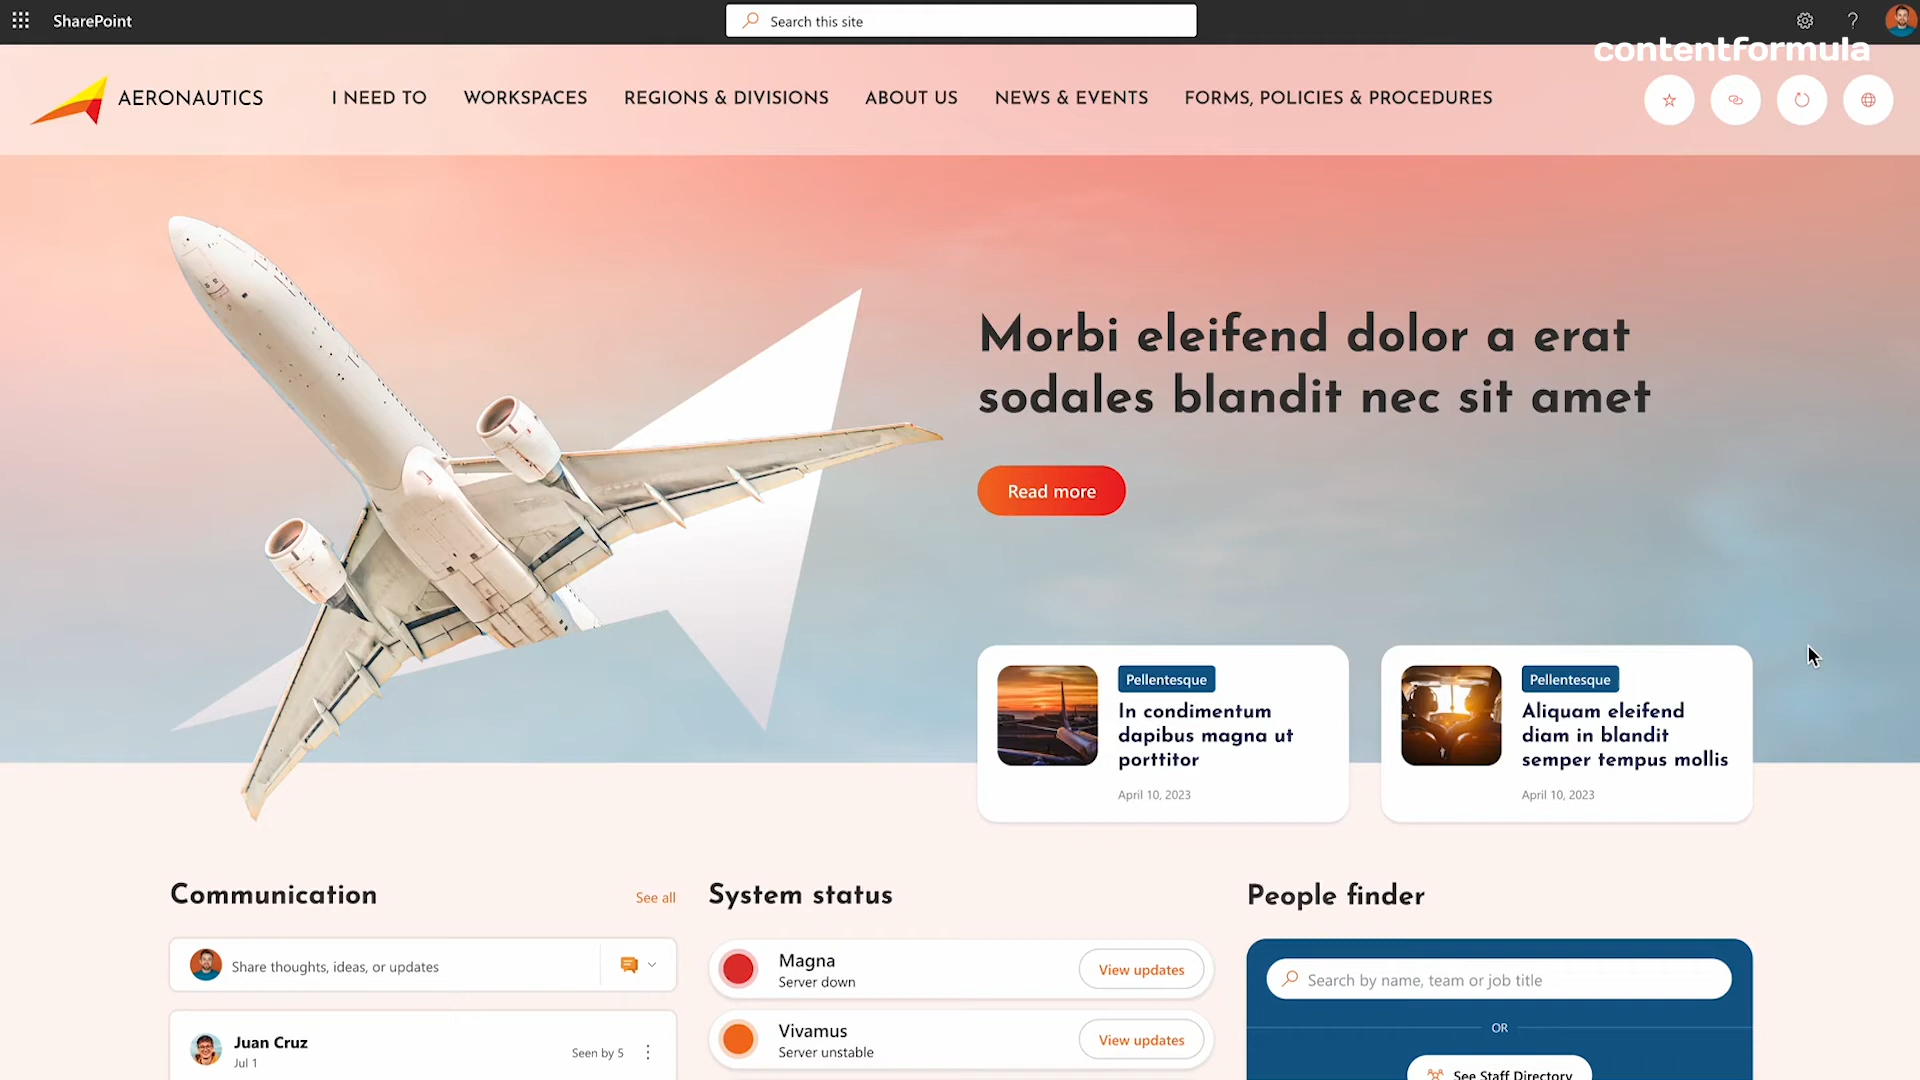 SharePoint
Search this site
?
contentformula
AERONAUTICS
I NEED TO
WORKSPACES
REGIONS & DIVISIONS
ABOUT US
NEWS & EVENTS
FORMS, POLICIES & PROCEDURES
Morbi eleifend dolor a erat
sodales blandit nec sit amet
Read more
Pellentesque
In condimentum
dapibus magna ut
porttitor
April 10, 2023
Pellentesque
Aliquam eleifend
diam in blandit
semper tempus mollis
April 10, 2023
Communication
See all
Share thoughts, ideas, or updates
Juan Cruz
Jul 1
Seen by 5
System status
Magna
Server down
View updates
Vivamus
Server unstable
View updates
People finder
Search by name, team or job title
OR
See Staff Directory